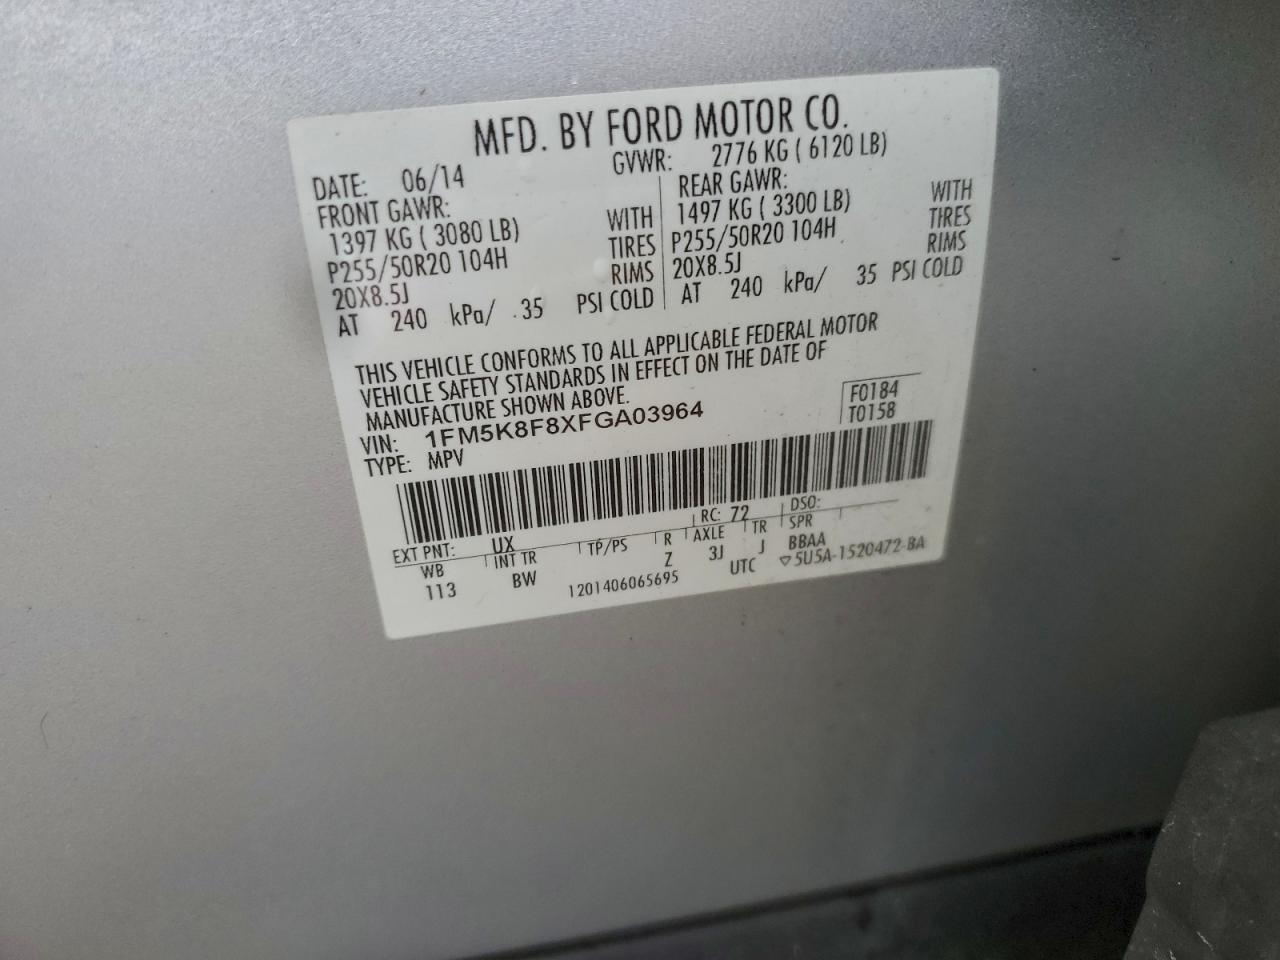 MFD. BY FORD MOTOR CO.
DATE: 06/14 GVWR: 2776 KG ( 6120 LB)
FRONT GAWR: REAR GAWR:
1397 KG ( 3080 LB) WITH 1497 KG ( 3300 LB) WITH
P255/50R20 104H TIRES P255/50R20 104H TIRES
20X8.5J RIMS 20X8.5J RIMS
AT 240 kPa/ 35 PSI COLD AT 240 kPa/ 35 PSI COLD
THIS VEHICLE CONFORMS TO ALL APPLICABLE FEDERAL MOTOR
VEHICLE SAFETY STANDARDS IN EFFECT ON THE DATE OF
MANUFACTURE SHOWN ABOVE.
VIN: 1FM5K8F8XFGA03964 F0184
TYPE: MPV T0158
EXT PNT: UX RC: 72 DSO:
WB INT TR TP/PS R AXLE TR SPR
113 BW Z 3J J BBAA
1201406065695 UTC ▽5U5A-1520472-BA